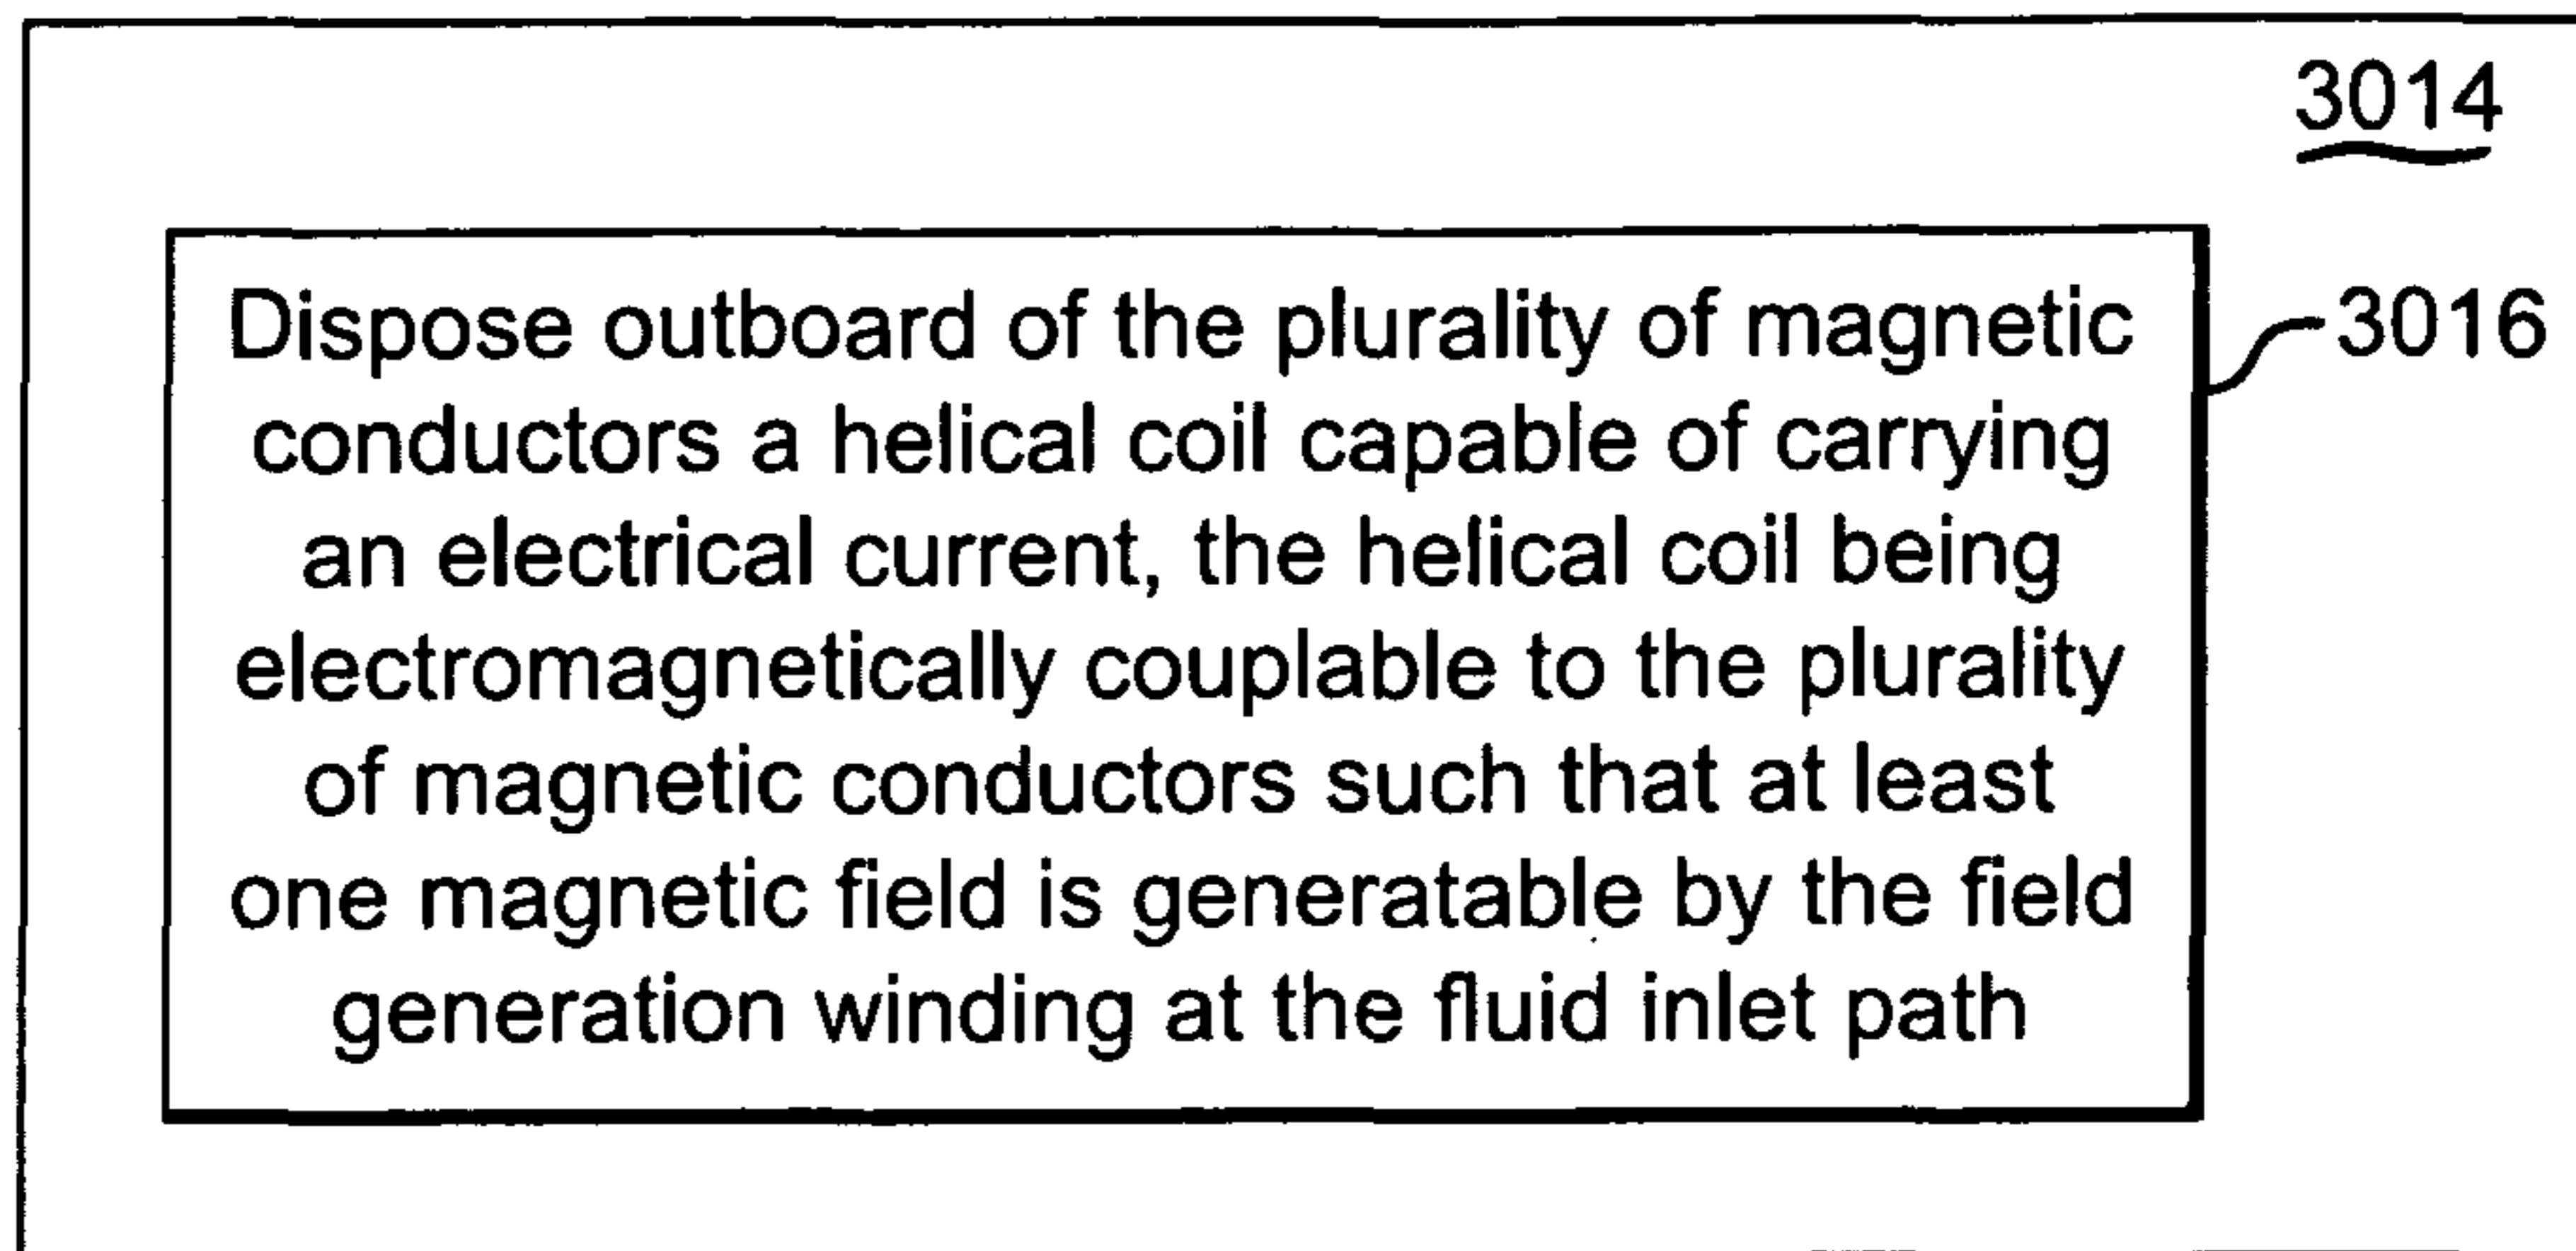 3014
Dispose outboard of the plurality of magnetic
conductors a helical coil capable of carrying
an electrical current, the helical coil being
electromagnetically couplable to the plurality
of magnetic conductors such that at least
one magnetic field is generatable by the field
generation winding at the fluid inlet path
3016